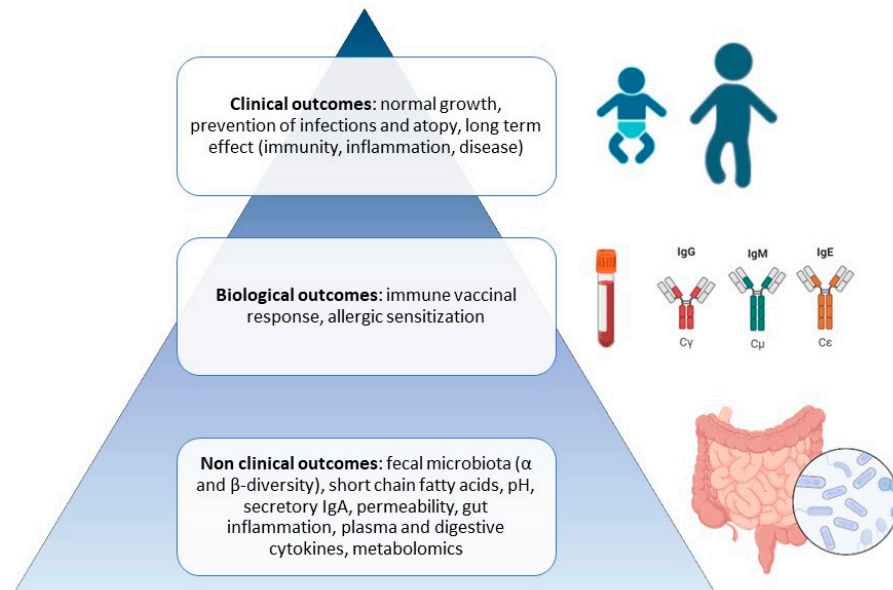 Clinical outcomes: normal growth,
prevention of infections and atopy, long term
effect (immunity, inflammation, disease)
IgG IgM IgE
Biological outcomes: immune vaccinal
response, allergic sensitization
Cγ Cμ Cε
Non clinical outcomes: fecal microbiota (α
and β-diversity), short chain fatty acids, pH,
secretory IgA, permeability, gut
inflammation, plasma and digestive
cytokines, metabolomics